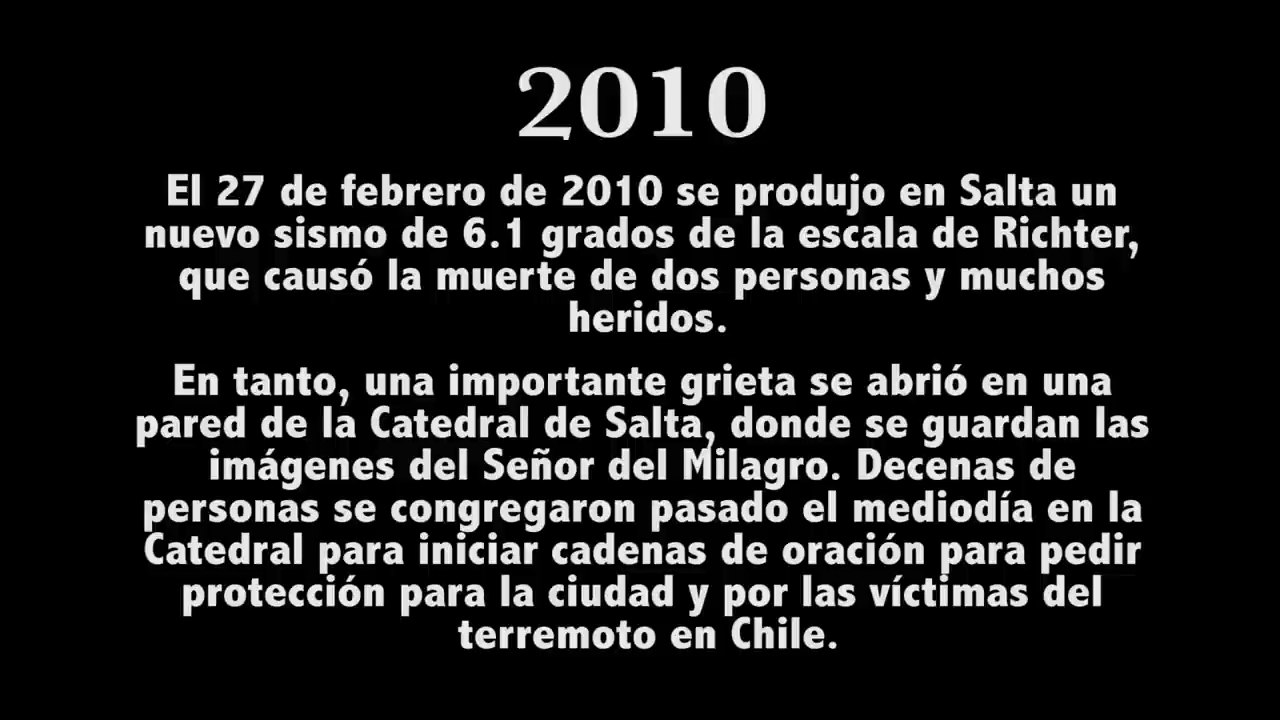 2010
El 27 de febrero de 2010 se produjo en Salta un
nuevo sismo de 6.1 grados de la escala de Richter,
que causó la muerte de dos personas y muchos
heridos.
En tanto, una importante grieta se abrió en una
pared de la Catedral de Salta, donde se guardan las
imágenes del Señor del Milagro. Decenas de
personas se congregaron pasado el mediodía en la
Catedral para iniciar cadenas de oración para pedir
protección para la ciudad y por las víctimas del
terremoto en Chile.